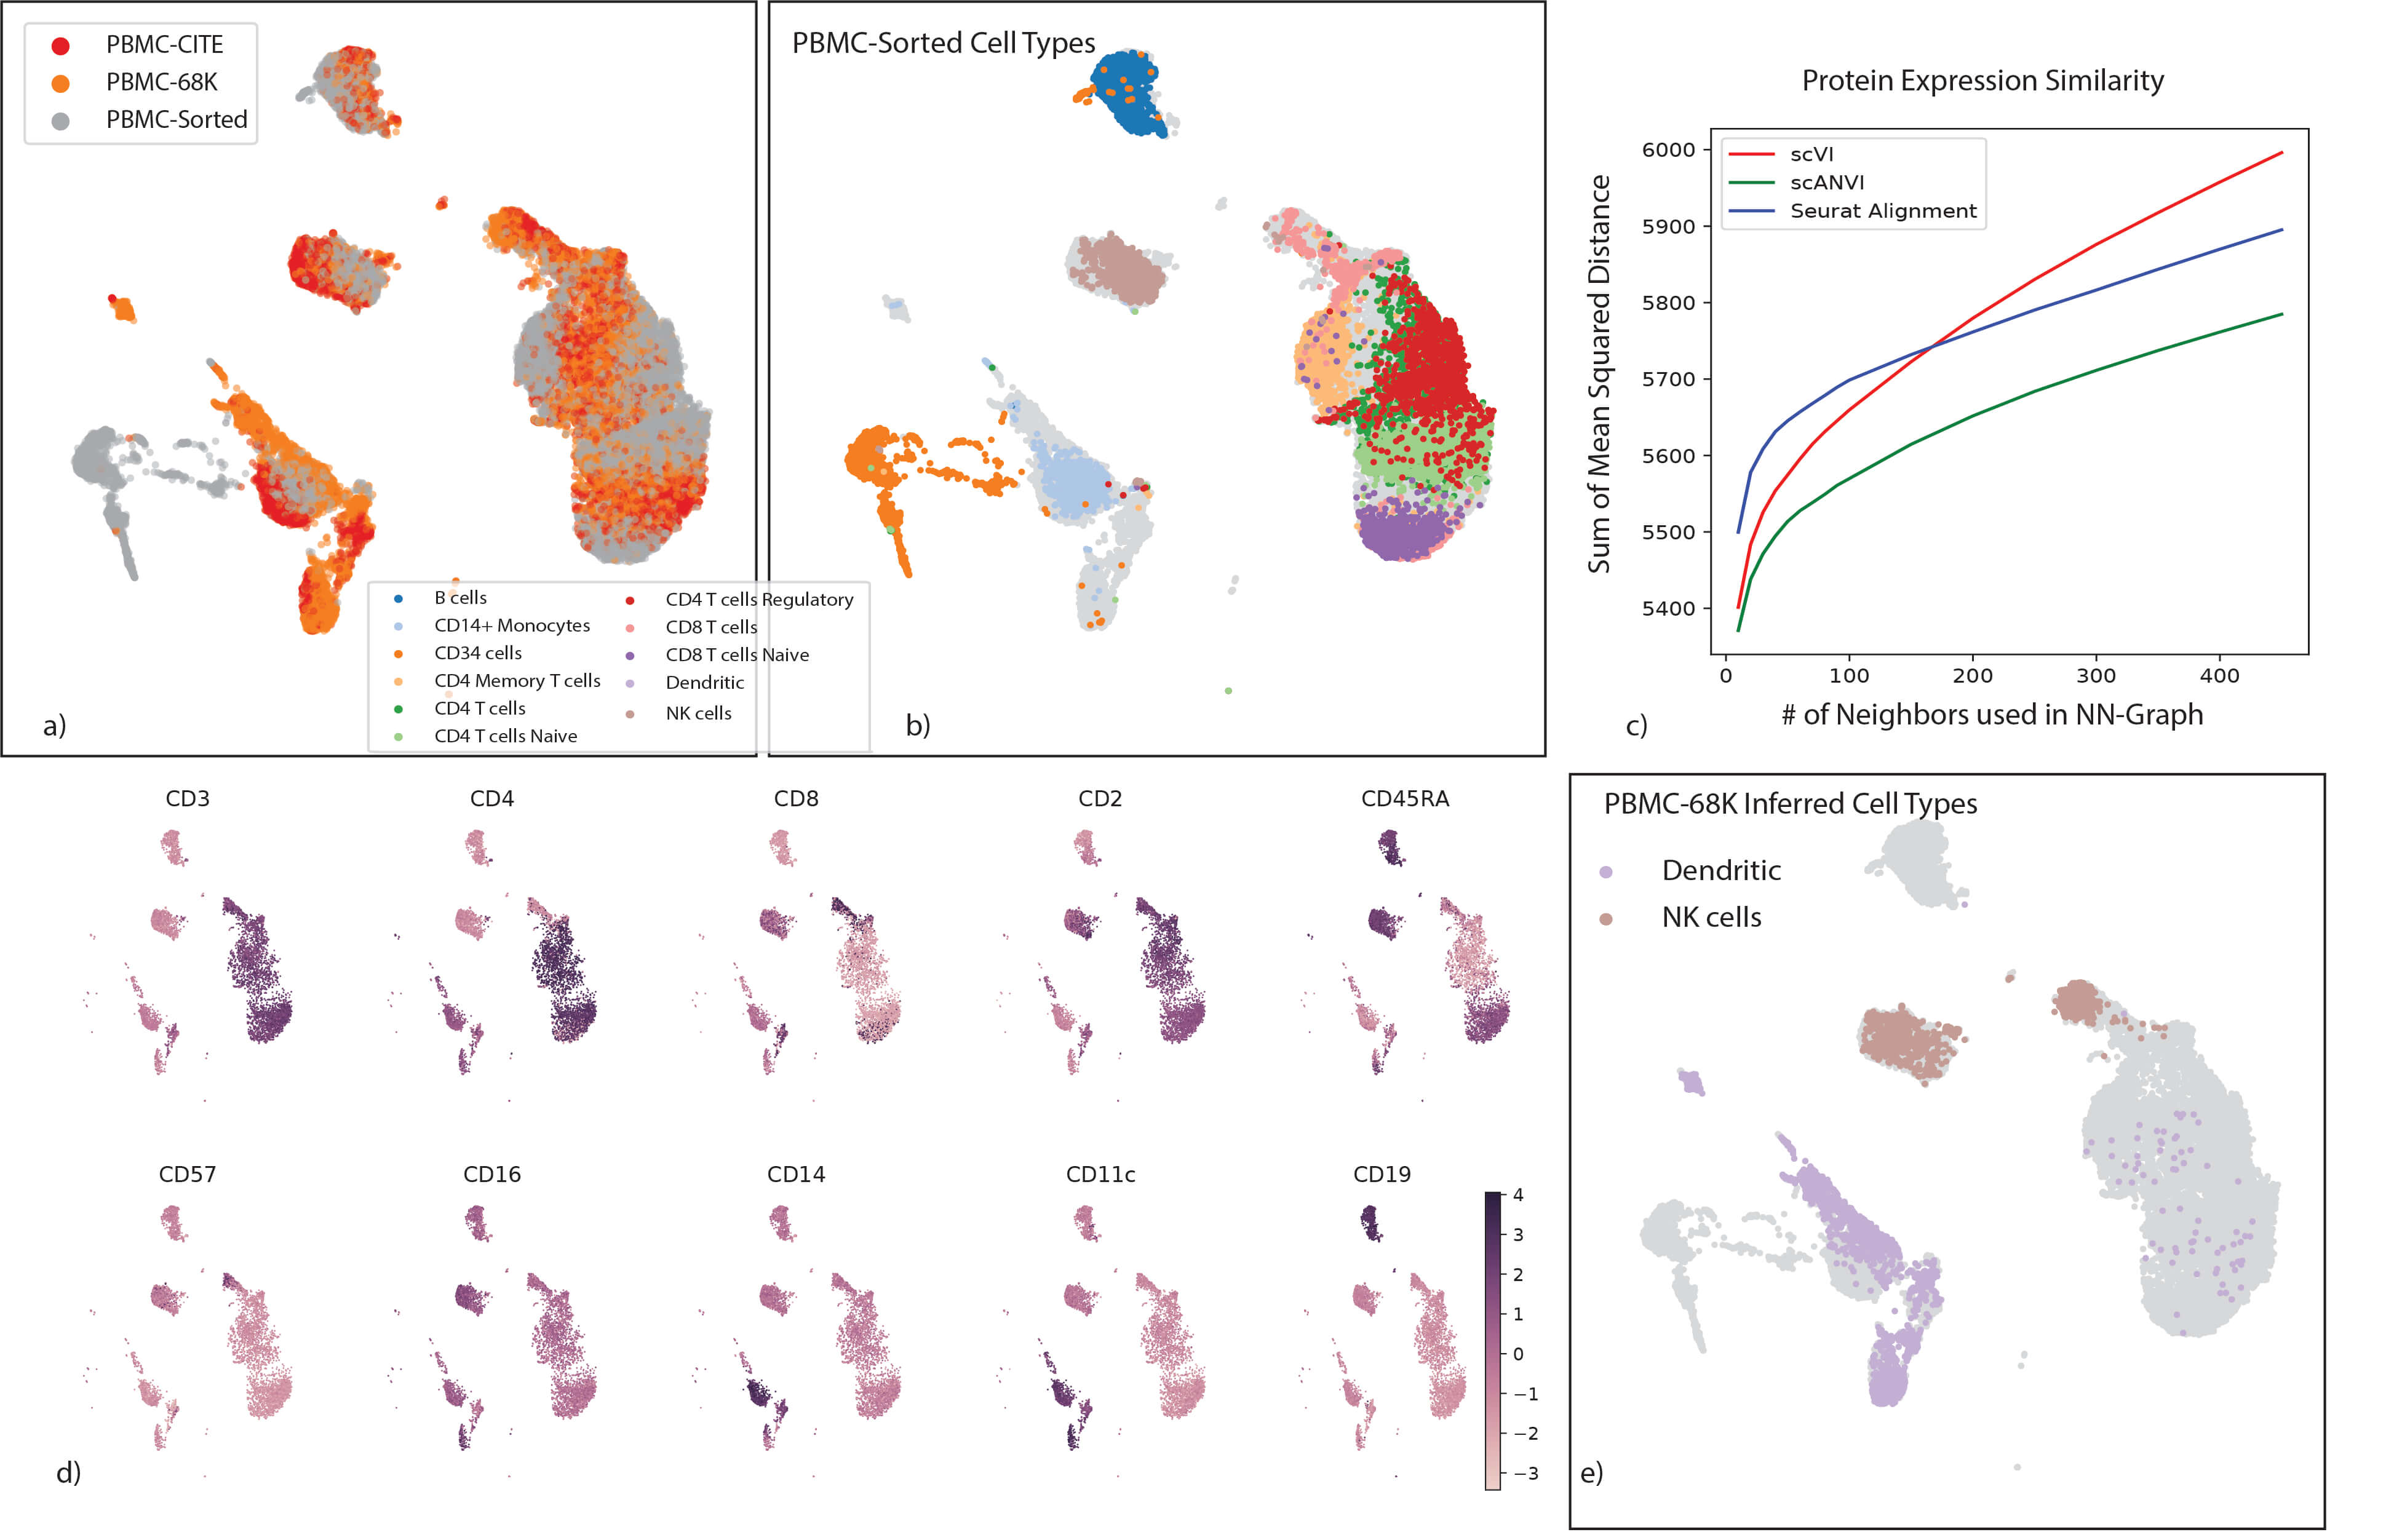 PBMC-CITE
PBMC-68K
PBMC-Sorted
a)
PBMC-Sorted Cell Types
B cells
CD14+ Monocytes
CD34 cells
CD4 Memory T cells
CD4 T cells
CD4 T cells Naive
CD4 T cells Regulatory
CD8 T cells
CD8 T cells Naive
Dendritic
NK cells
b)
Protein Expression Similarity
scVI
scANVI
Seurat Alignment
Sum of Mean Squared Distance
6000
5900
5800
5700
5600
5500
5400
0 100 200 300 400
# of Neighbors used in NN-Graph
c)
CD3 CD4 CD8 CD2 CD45RA
CD57 CD16 CD14 CD11c CD19
4
3
2
1
0
−1
−2
−3
d)
PBMC-68K Inferred Cell Types
Dendritic
NK cells
e)